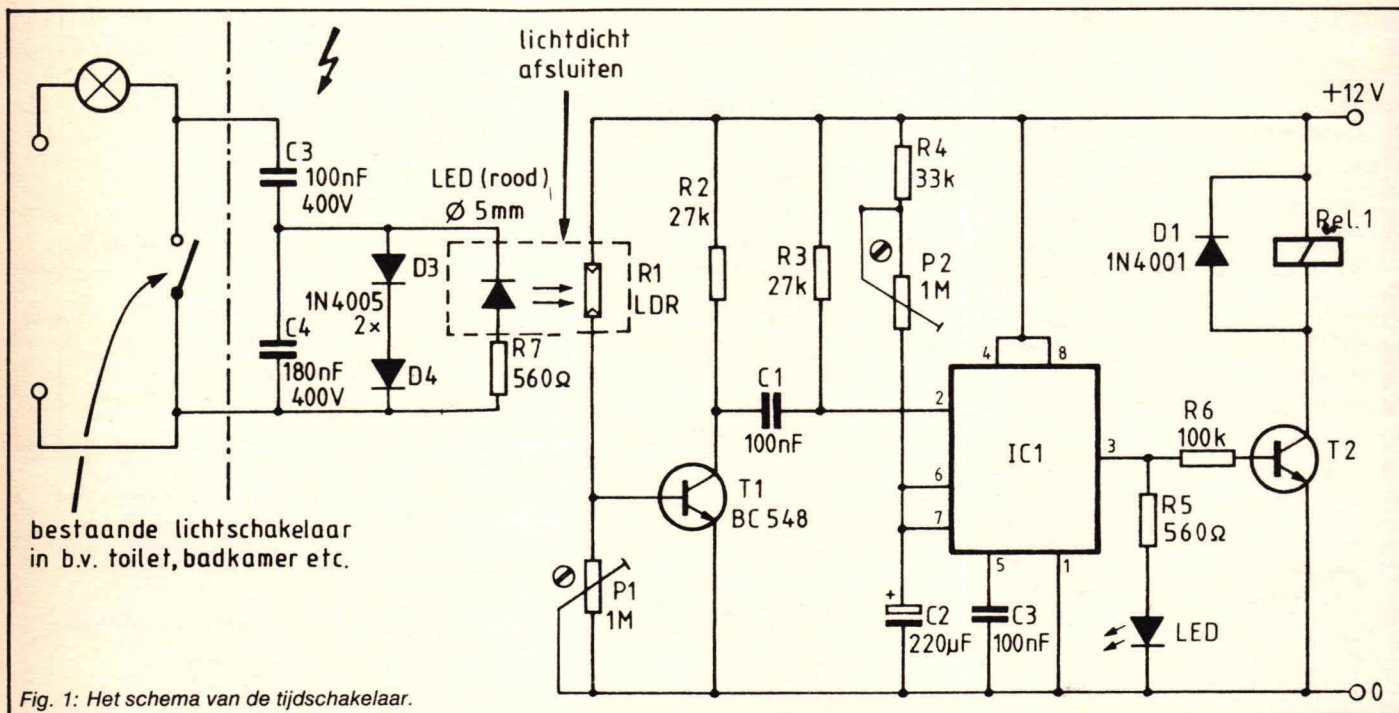 lichtdicht
afsluiten
+12V
C3
100nF
400V
LED (rood)
Ø 5mm
R2
27k
R4
33k
D3
1N4005
2×
R1
LDR
R3
27k
P2
1M
D1
1N4001
Rel.1
C4
180nF
400V
D4
R7
560Ω
C1
100nF
4
8
2
IC1
3
R6
100k
T2
6
7
T1
BC 548
R5
560Ω
bestaande lichtschakelaar
in b.v. toilet, badkamer etc.
5
1
P1
1M
+
C2
220µF
C3
100nF
LED
0
Fig. 1: Het schema van de tijdschakelaar.